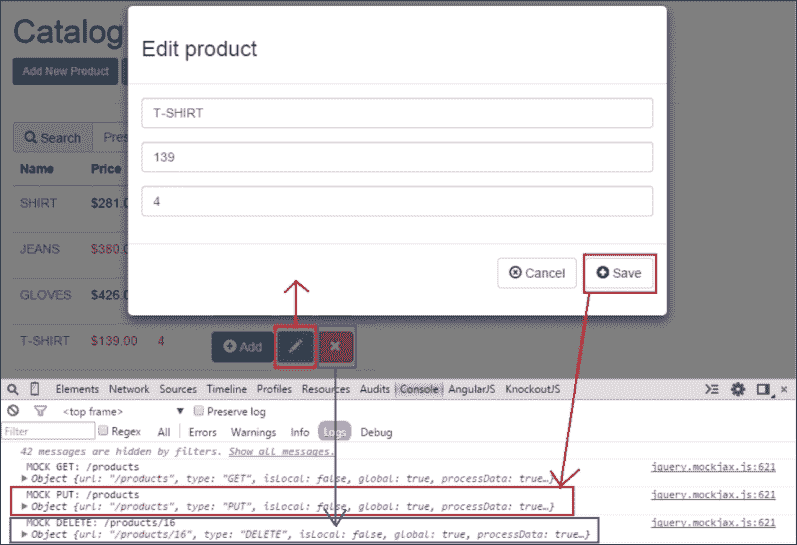 Catalog
Edit product
Add New Product
T-SHIRT
Search Pres
139
Name Price
4
SHIRT $281.0
JEANS $380.0
Cancel Save
GLOVES $426.0
T-SHIRT $139.00 4 Add
Elements Network Sources Timeline Profiles Resources Audits Console AngularJS KnockoutJS
<top frame> Preserve log
Filter Regex All Errors Warnings Info Logs Debug
42 messages are hidden by filters. Show all messages.
MOCK GET: /products jquery.mockjax.js:621
Object {url: "/products", type: "GET", isLocal: false, global: true, processData: true…}
MOCK PUT: /products jquery.mockjax.js:621
Object {url: "/products", type: "PUT", isLocal: false, global: true, processData: true…}
MOCK DELETE: /products/16 jquery.mockjax.js:621
Object {url: "/products/16", type: "DELETE", isLocal: false, global: true, processData: true…}